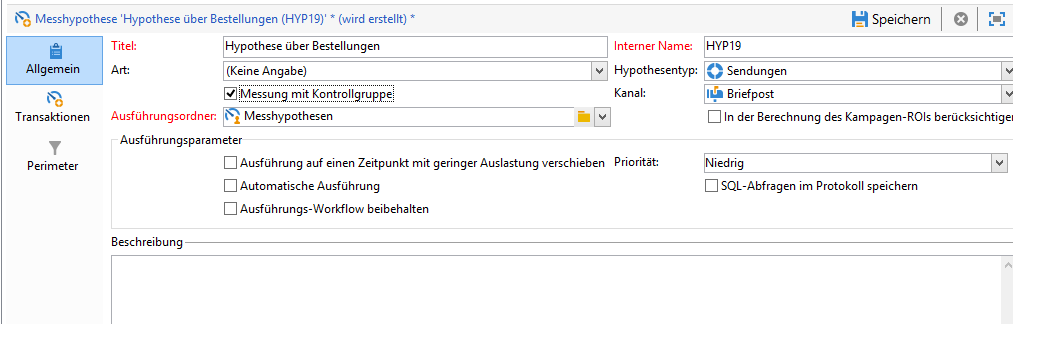 Messhypothese 'Hypothese über Bestellungen (HYP19)' * (wird erstellt) *
Speichern
Allgemein
Transaktionen
Perimeter
Titel: Hypothese über Bestellungen Interner Name: HYP19
Art: (Keine Angabe) Hypothesentyp: Sendungen
Messung mit Kontrollgruppe Kanal: Briefpost
Ausführungsordner: Messhypothesen In der Berechnung des Kampagen-ROIs berücksichtiger
Ausführungsparameter
Ausführung auf einen Zeitpunkt mit geringer Auslastung verschieben Priorität: Niedrig
Automatische Ausführung SQL-Abfragen im Protokoll speichern
Ausführungs-Workflow beibehalten
Beschreibung